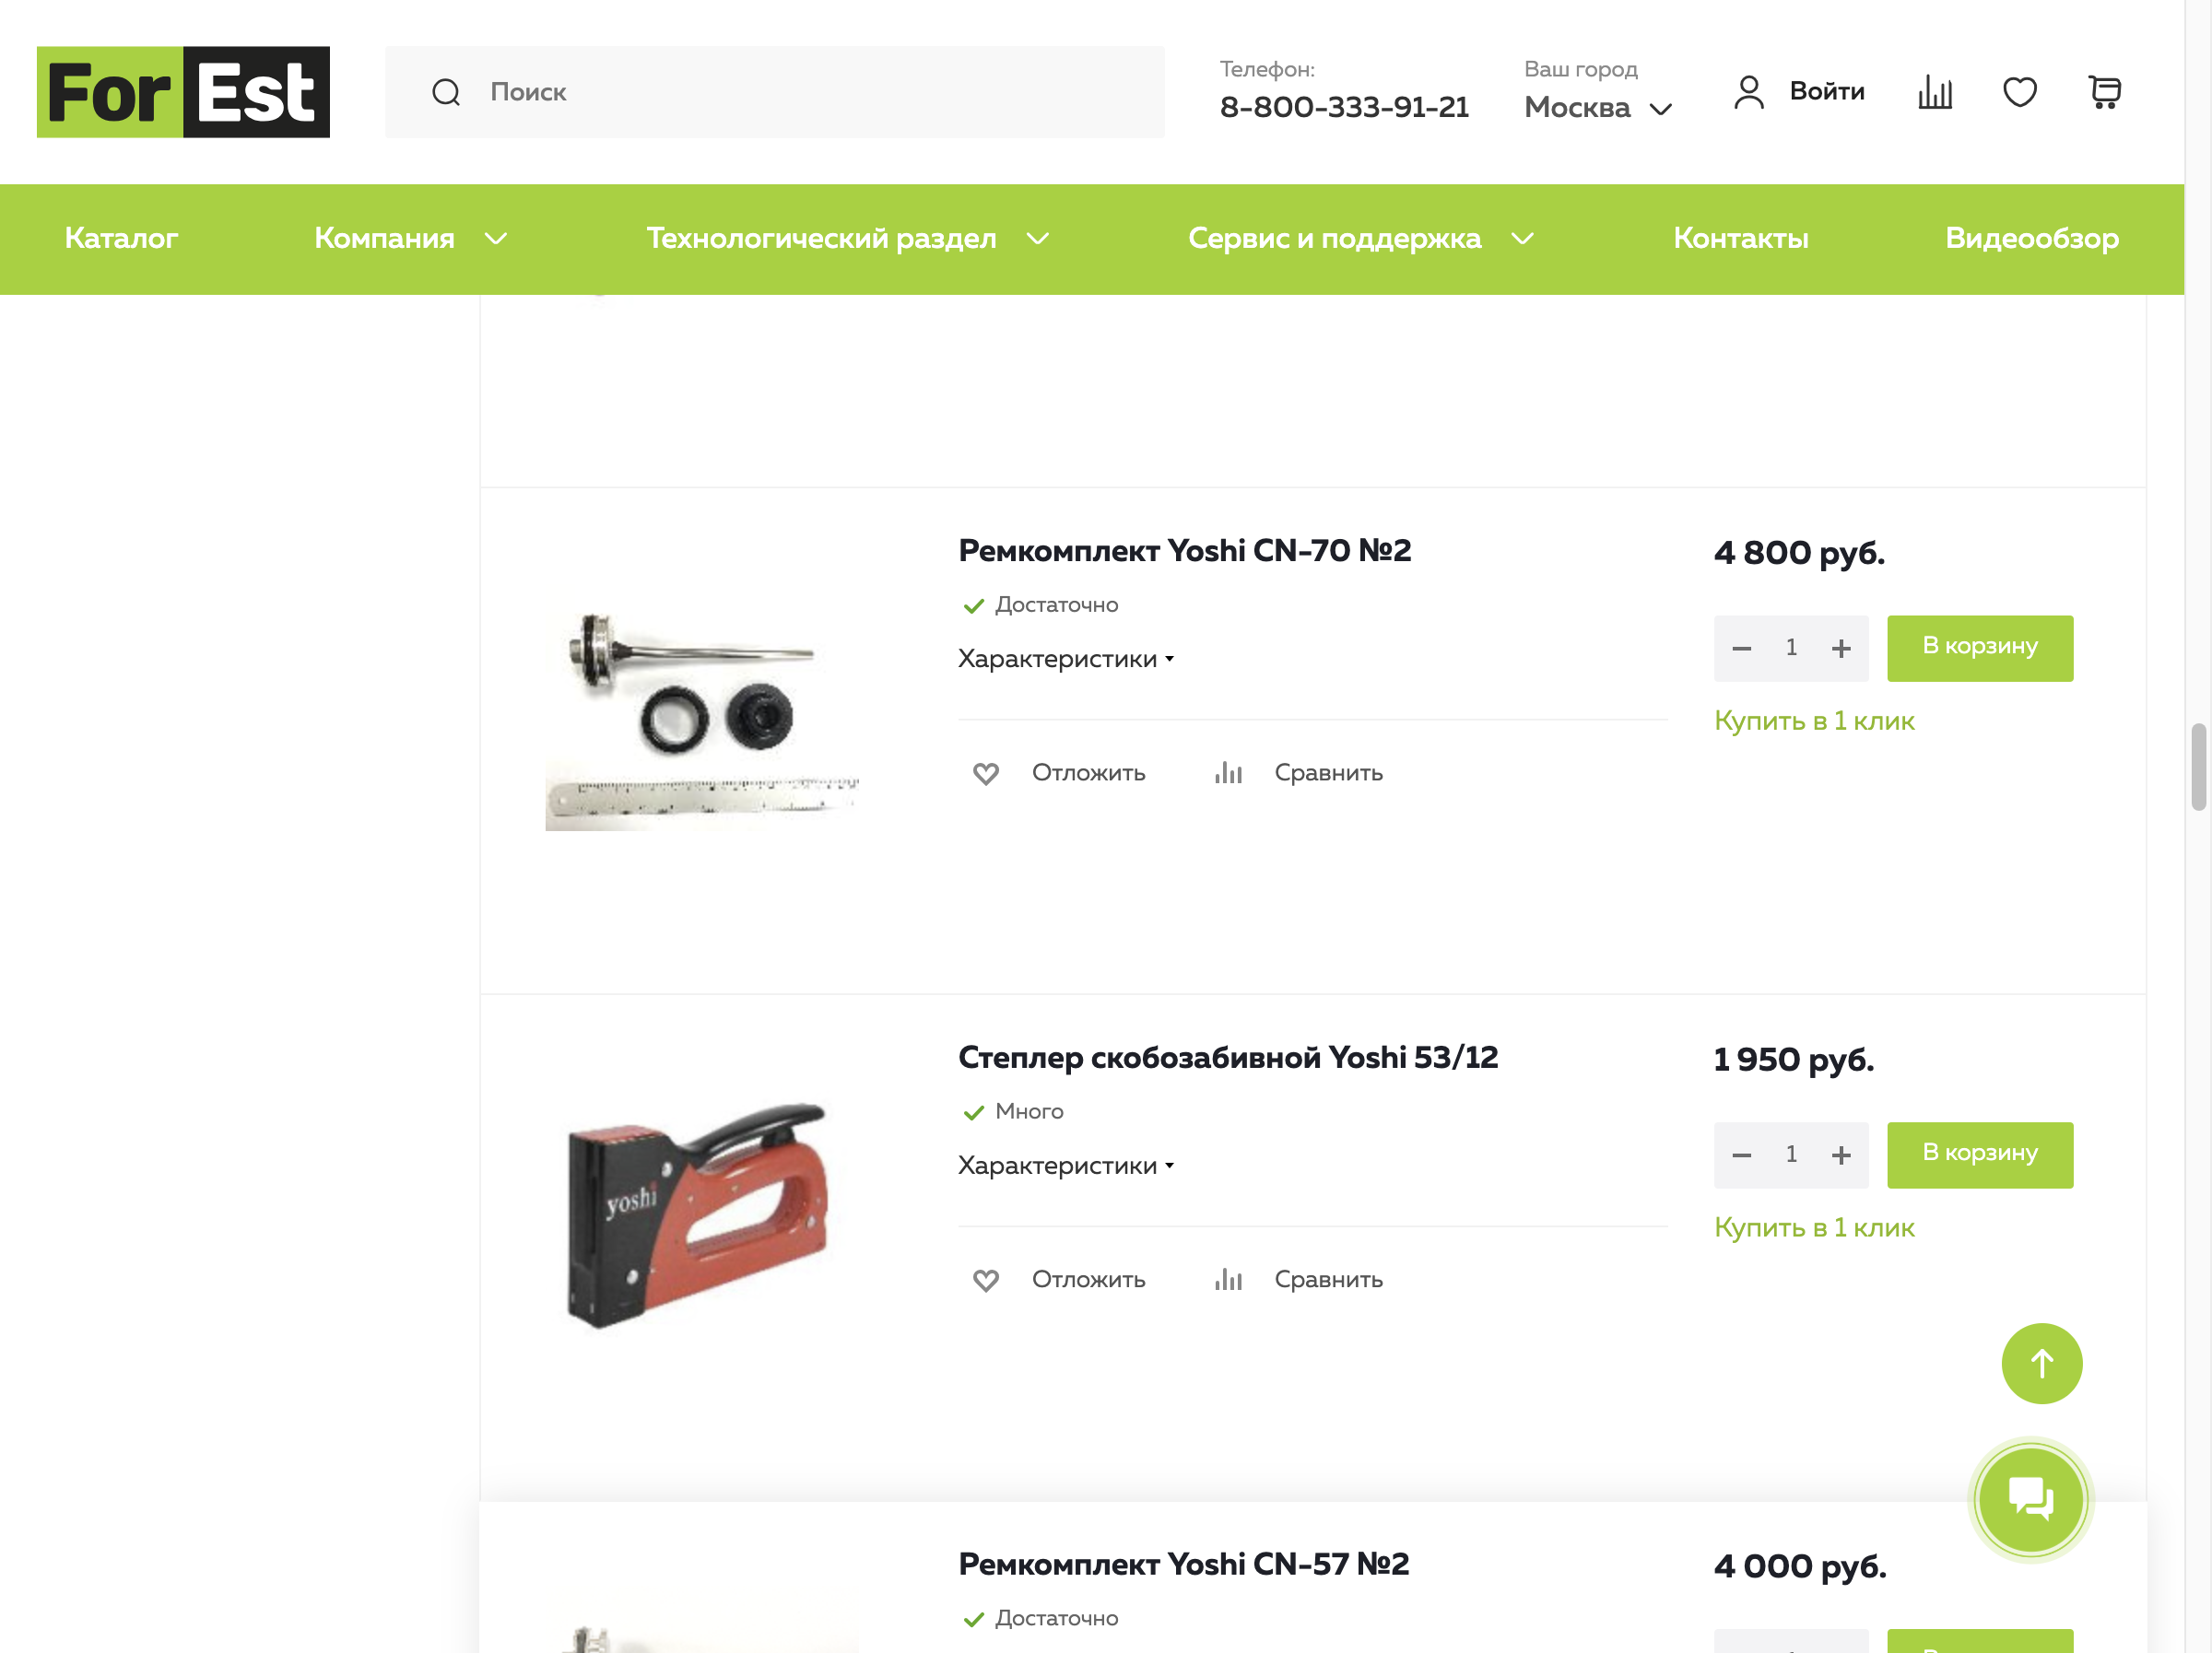 ForEst
Поиск
Телефон:
8-800-333-91-21
Ваш город
Москва
Войти
Каталог
Компания
Технологический раздел
Сервис и поддержка
Контакты
Видеообзор
Ремкомплект Yoshi CN-70 №2
4 800 руб.
Достаточно
Характеристики
1
В корзину
Купить в 1 клик
Отложить
Сравнить
Степлер скобозабивной Yoshi 53/12
1 950 руб.
Много
Характеристики
yoshi
1
В корзину
Купить в 1 клик
Отложить
Сравнить
Ремкомплект Yoshi CN-57 №2
4 000 руб.
Достаточно